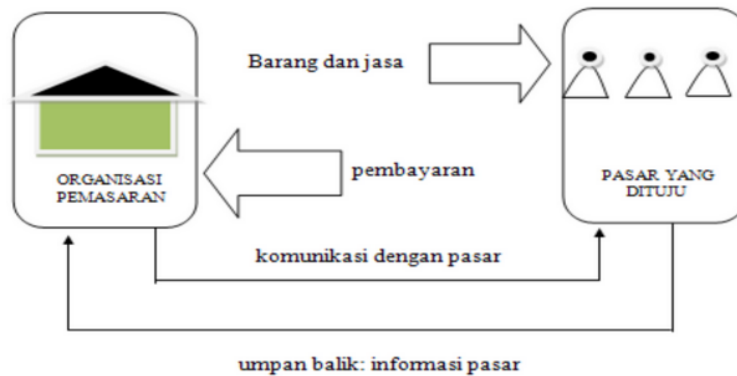 Barang dan jasa
ORGANISASI
PEMASARAN
pembayaran
PASAR YANG
DITUJU
komunikasi dengan pasar
umpan balik: informasi pasar